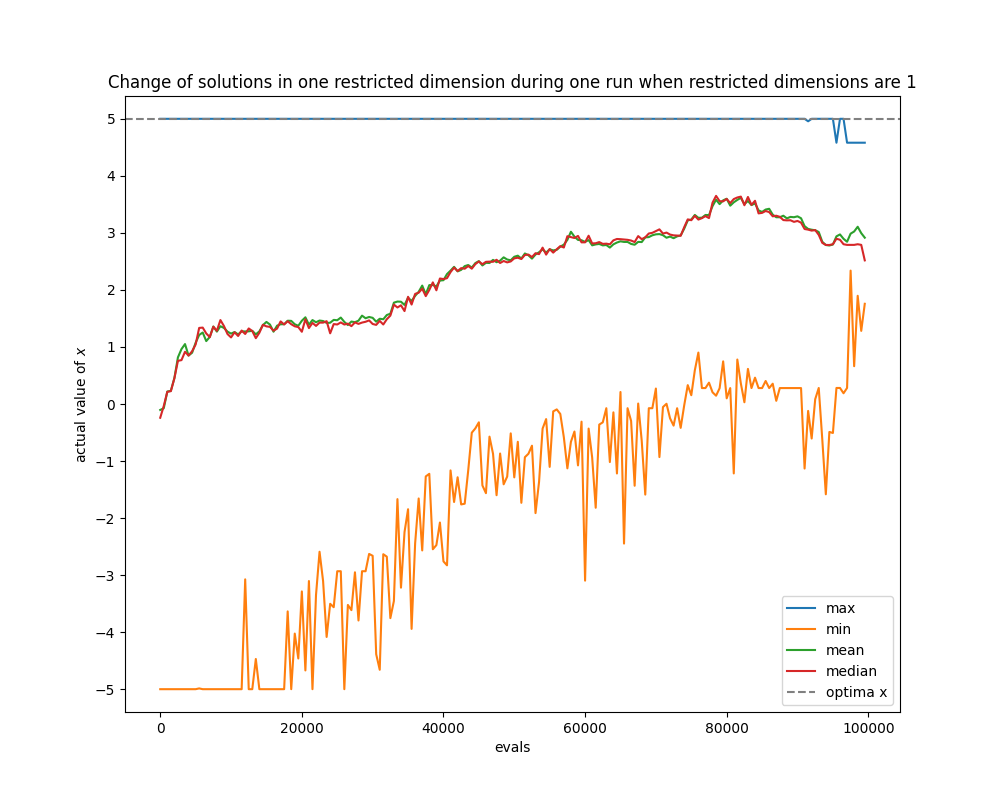 Change of solutions in one restricted dimension during one run when restricted dimensions are 1
5
4
3
2
1
0
−1
−2
−3
−4
−5
actual value of x
0
20000
40000
60000
80000
100000
evals
max
min
mean
median
optima x